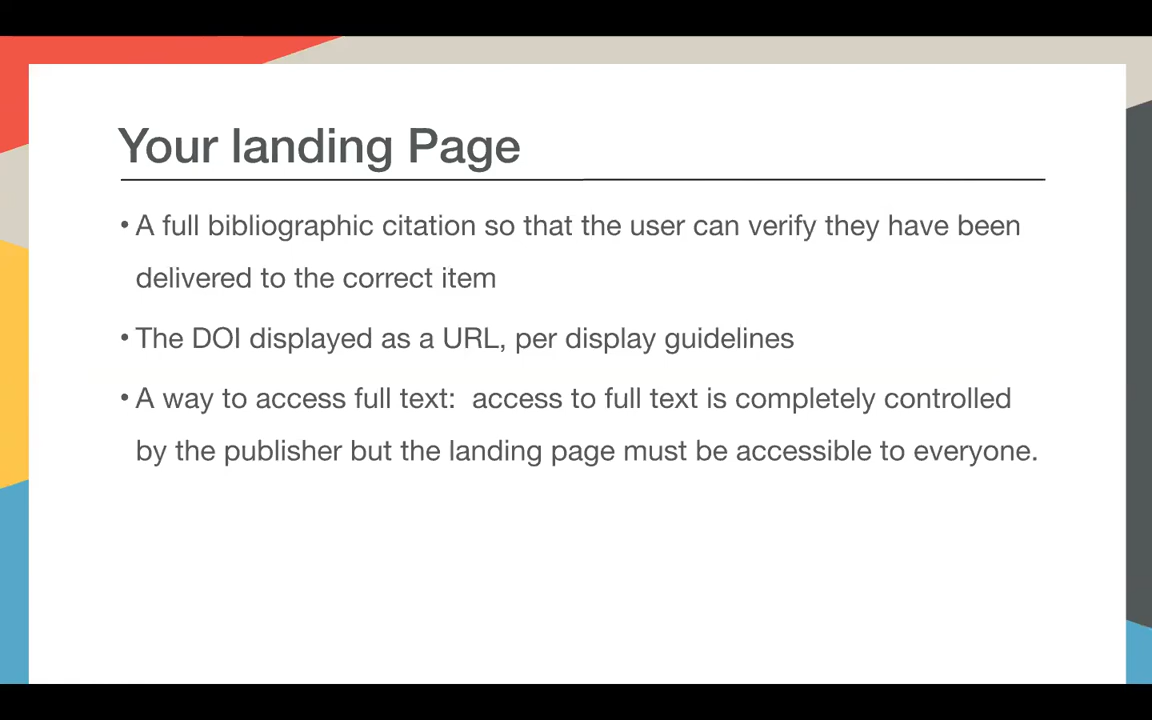 Your landing Page
• A full bibliographic citation so that the user can verify they have been
delivered to the correct item
• The DOI displayed as a URL, per display guidelines
• A way to access full text:  access to full text is completely controlled
by the publisher but the landing page must be accessible to everyone.